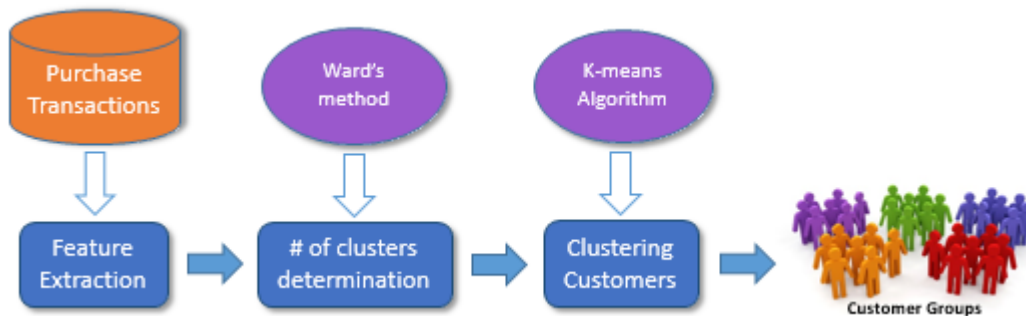 Purchase
Transactions
Ward's
method
K-means
Algorithm
Feature
Extraction
# of clusters
determination
Clustering
Customers
Customer Groups